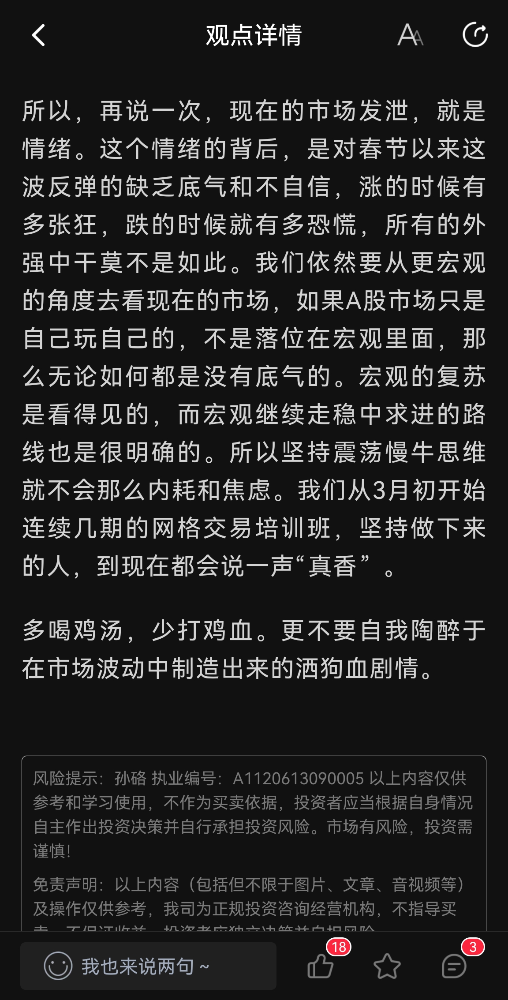 观点详情
所以，再说一次，现在的市场发泄，就是
情绪。这个情绪的背后，是对春节以来这
波反弹的缺乏底气和不自信，涨的时候有
多张狂，跌的时候就有多恐慌，所有的外
强中干莫不是如此。我们依然要从更宏观
的角度去看现在的市场，如果A股市场只是
自己玩自己的，不是落位在宏观里面，那
么无论如何都是没有底气的。宏观的复苏
是看得见的，而宏观继续走稳中求进的路
线也是很明确的。所以坚持震荡慢牛思维
就不会那么内耗和焦虑。我们从3月初开始
连续几期的网格交易培训班，坚持做下来
的人，到现在都会说一声“真香”。
多喝鸡汤，少打鸡血。更不要自我陶醉于
在市场波动中制造出来的洒狗血剧情。
风险提示：孙硌 执业编号：A1120613090005 以上内容仅供
参考和学习使用，不作为买卖依据，投资者应当根据自身情况
自主作出投资决策并自行承担投资风险。市场有风险，投资需
谨慎！
免责声明：以上内容（包括但不限于图片、文章、音视频等）
及操作仅供参考，我司为正规投资咨询经营机构，不指导买
卖，不保证收益，投资者应独立决策并自担风险。
我也来说两句 ~
18
3